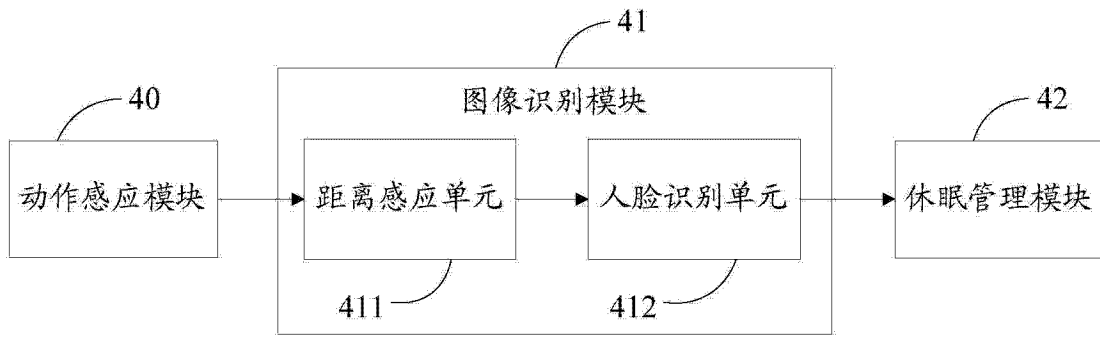 41
图像识别模块
40
42
动作感应模块
距离感应单元
人脸识别单元
休眠管理模块
411
412